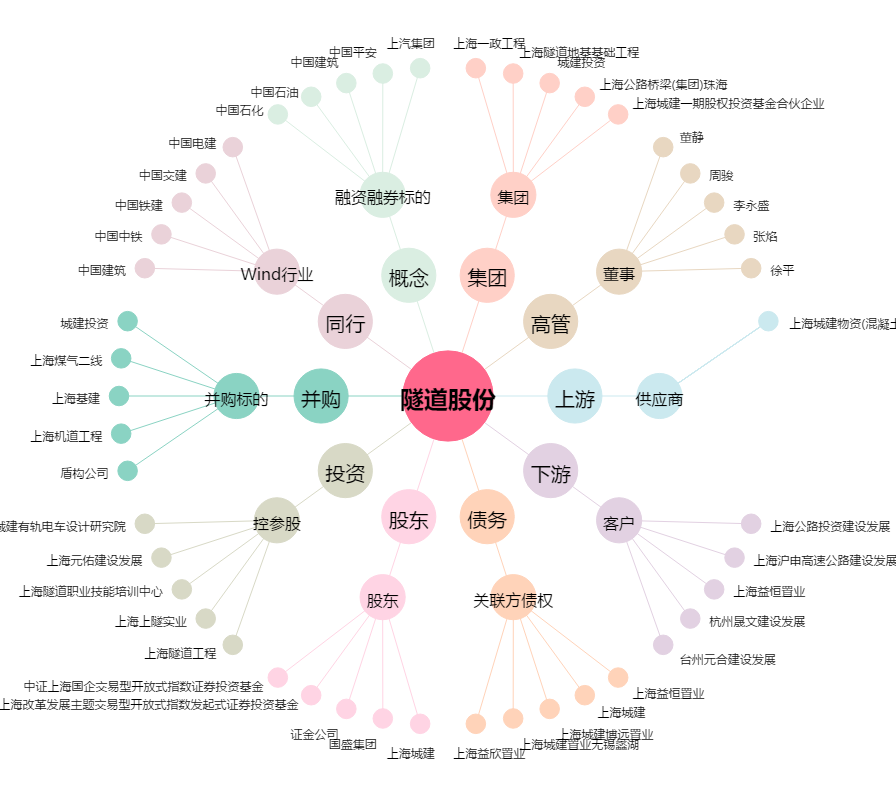 上汽集团
上海一政工程
中国平安
上海隧道地基基础工程
中国建筑
城建投资
中国石油
上海公路桥梁(集团)珠海
中国石化
上海城建一期股权投资基金合伙企业
中国电建
董静
中国交建
周骏
融资融券标的
集团
中国铁建
李永盛
中国中铁
张焰
中国建筑
徐平
Wind行业
董事
概念
集团
同行
高管
城建投资
上海城建物资(混凝土
上海煤气二线
上海基建
并购标的
并购
隧道股份
上游
供应商
上海机道工程
盾构公司
投资
下游
城建有轨电车设计研究院
控参股
股东
债务
客户
上海公路投资建设发展
上海元佑建设发展
上海沪申高速公路建设发展
上海隧道职业技能培训中心
上海益恒置业
股东
关联方债权
上海上隧实业
杭州晟文建设发展
上海隧道工程
台州元合建设发展
中证上海国企交易型开放式指数证券投资基金
上海益恒置业
上海改革发展主题交易型开放式指数发起式证券投资基金
上海城建
证金公司
上海城建博远置业
国盛集团
上海城建置业无锡蠡湖
上海城建
上海益欣置业